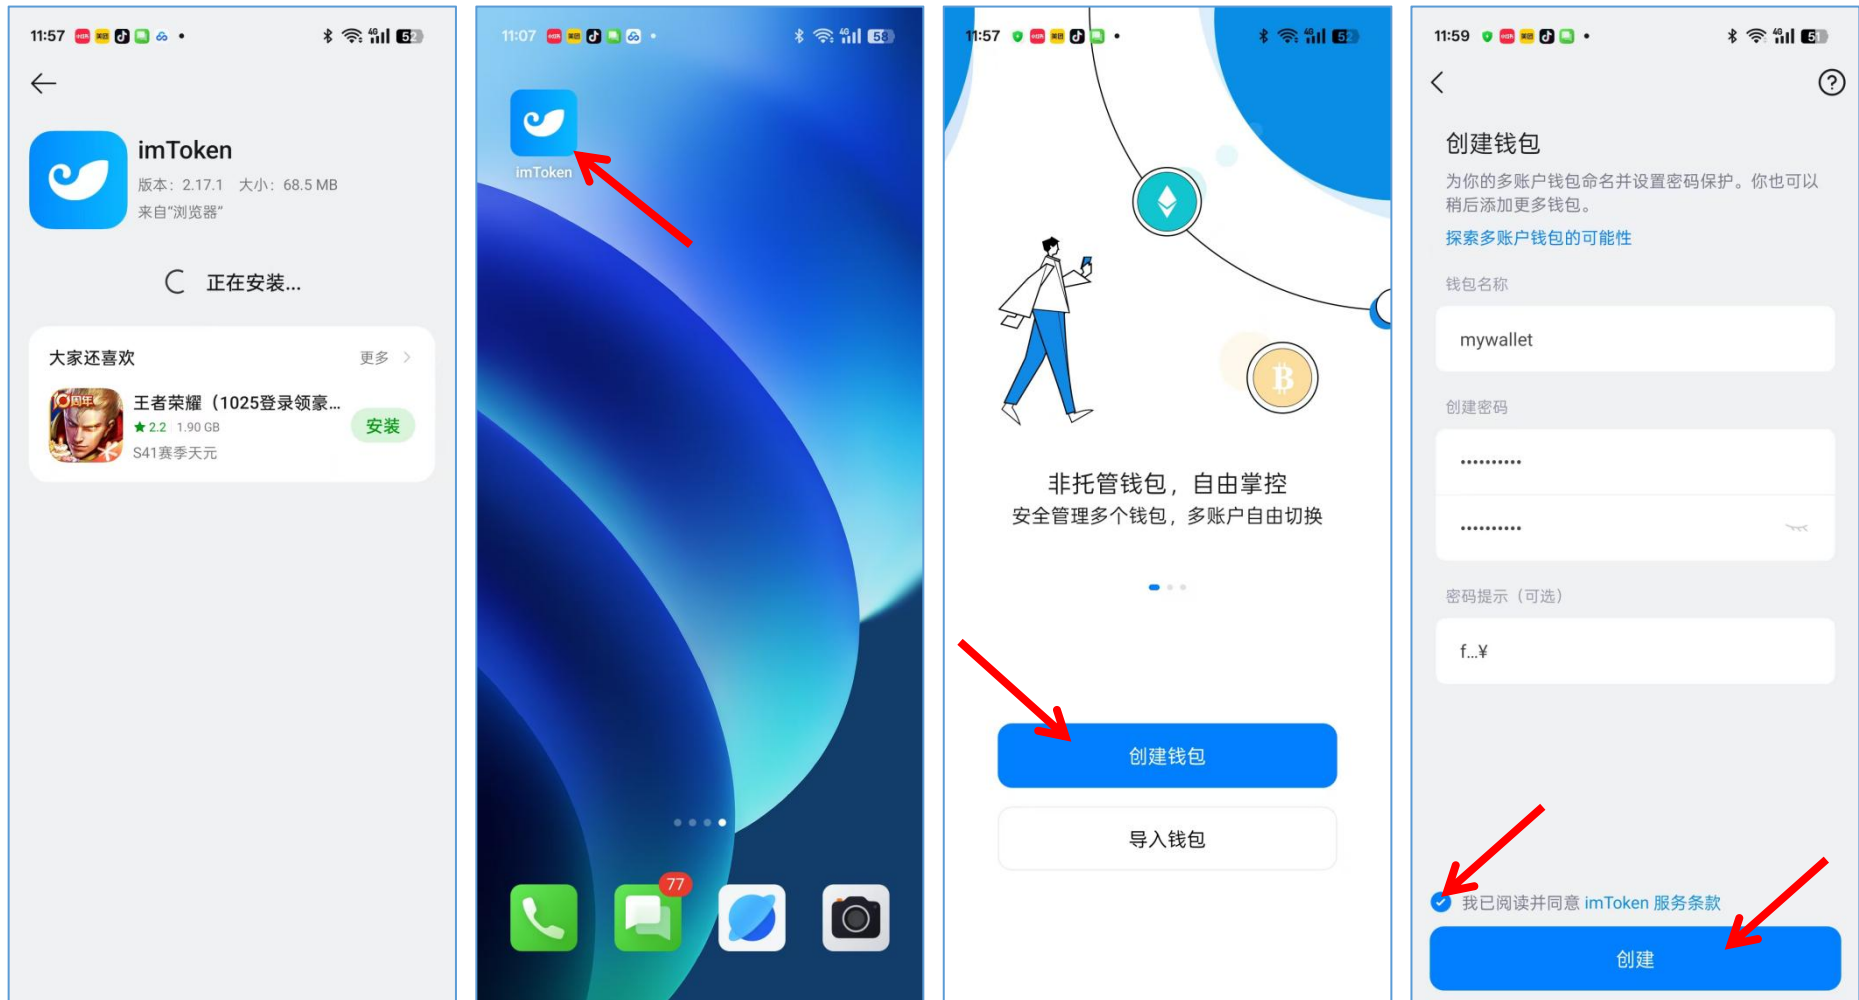 11:57
4G
52
imToken
版本：2.17.1 大小：68.5 MB
来自“浏览器”
正在安装...
大家还喜欢
更多
王者荣耀（1025登录领豪...
2.2 1.90 GB
S41赛季天元
安装
11:07
4G
58
imToken
77
11:57
4G
52
B
非托管钱包，自由掌控
安全管理多个钱包，多账户自由切换
创建钱包
导入钱包
11:59
4G
51
?
创建钱包
为你的多账户钱包命名并设置密码保护。你也可以
稍后添加更多钱包。
探索多账户钱包的可能性
钱包名称
mywallet
创建密码
••••••••••
••••••••••
密码提示（可选）
f...¥
我已阅读并同意 imToken 服务条款
创建